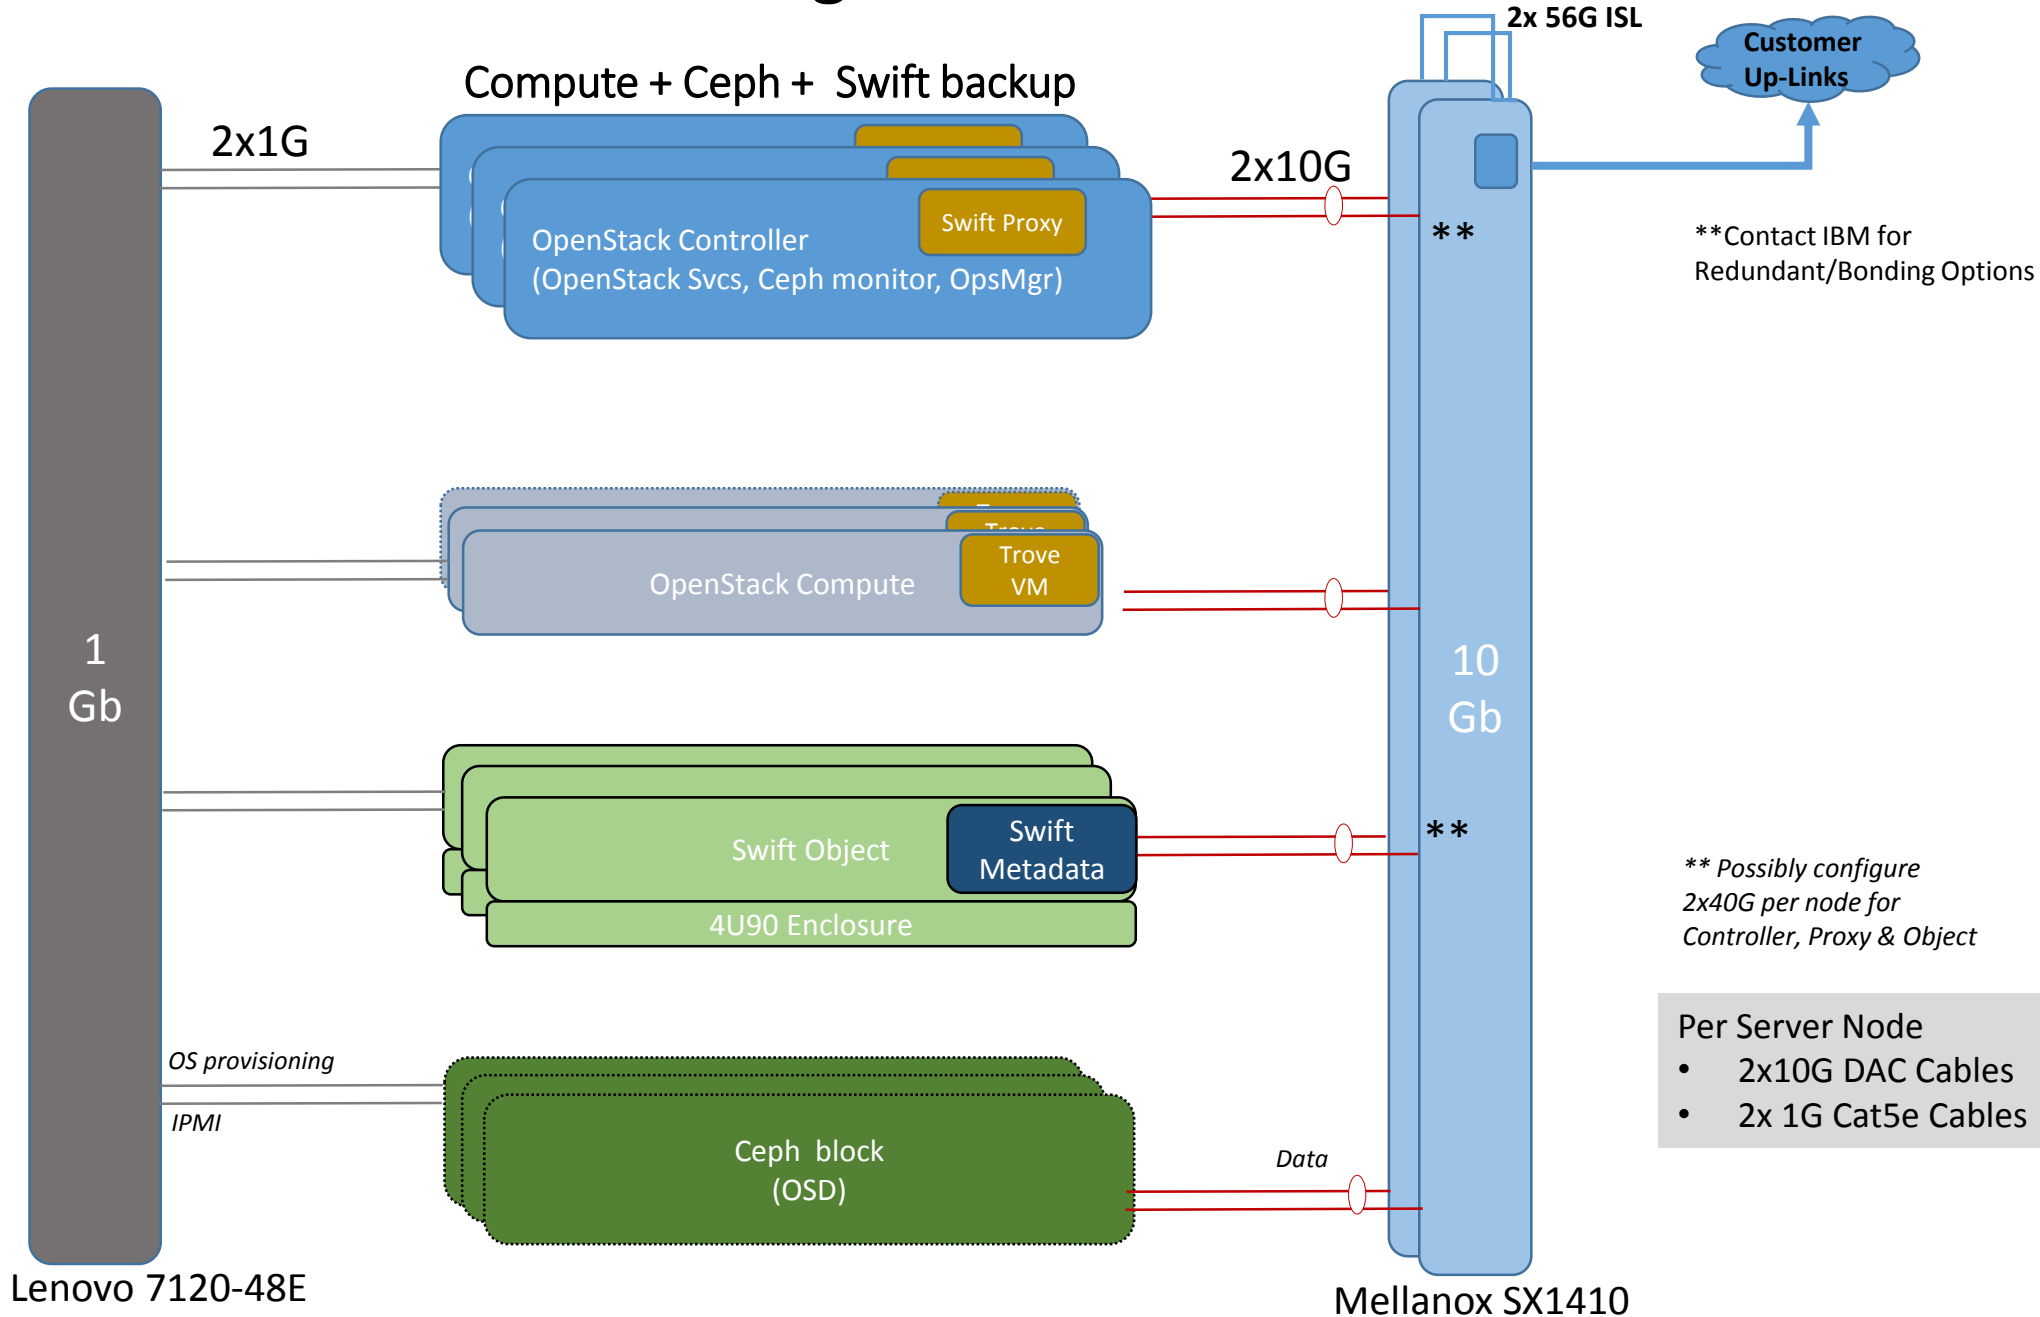 2x 56G ISL
Customer
Up-Links
Compute + Ceph + Swift backup
2x1G
2x10G
Swift Proxy
OpenStack Controller
(OpenStack Svcs, Ceph monitor, OpsMgr)
**
**Contact IBM for
Redundant/Bonding Options
Trove
Trove
VM
OpenStack Compute
1
Gb
10
Gb
Swift Object
Swift
Metadata
4U90 Enclosure
**
** Possibly configure
2x40G per node for
Controller, Proxy & Object
Per Server Node
• 2x10G DAC Cables
• 2x 1G Cat5e Cables
OS provisioning
IPMI
Ceph block
(OSD)
Data
Lenovo 7120-48E
Mellanox SX1410